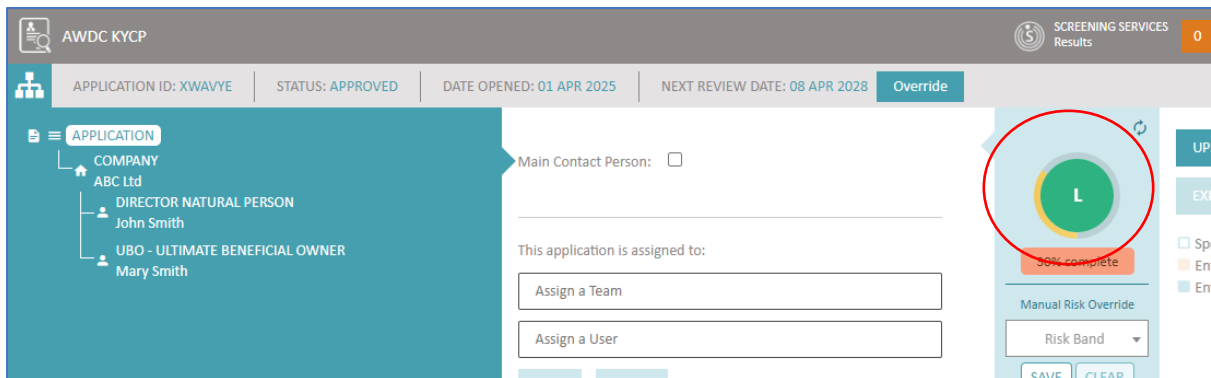 AWDC KYCP
SCREENING SERVICES
Results
0
APPLICATION ID: XWAVYE
STATUS: APPROVED
DATE OPENED: 01 APR 2025
NEXT REVIEW DATE: 08 APR 2028
Override
APPLICATION
COMPANY
ABC Ltd
DIRECTOR NATURAL PERSON
John Smith
UBO - ULTIMATE BENEFICIAL OWNER
Mary Smith
Main Contact Person:
This application is assigned to:
Assign a Team
Assign a User
L
complete
Manual Risk Override
Risk Band
SAVE
CLEAR
UP